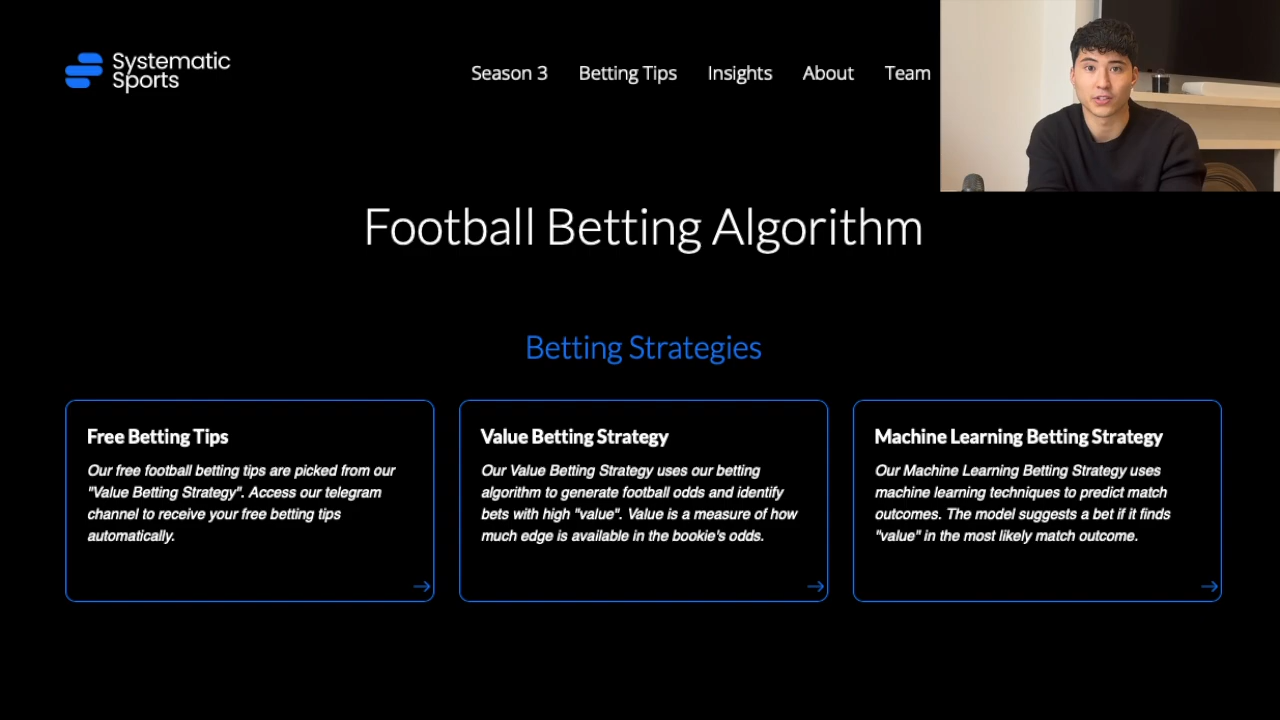 Systematic
Sports
Season 3
Betting Tips
Insights
About
Team
Football Betting Algorithm
Betting Strategies
Free Betting Tips
Our free football betting tips are picked from our
"Value Betting Strategy". Access our telegram
channel to receive your free betting tips
automatically.
Value Betting Strategy
Our Value Betting Strategy uses our betting
algorithm to generate football odds and identify
bets with high "value". Value is a measure of how
much edge is available in the bookie's odds.
Machine Learning Betting Strategy
Our Machine Learning Betting Strategy uses
machine learning techniques to predict match
outcomes. The model suggests a bet if it finds
"value" in the most likely match outcome.